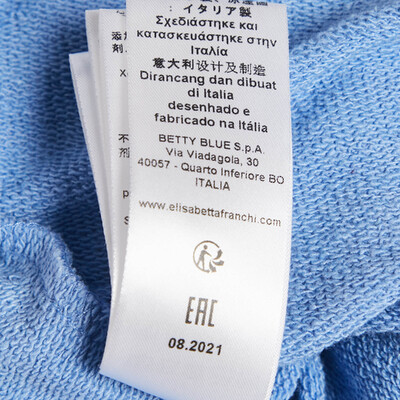 : イタリア製
Σχεδιάστηκε και
κατασκευάστηκε στην
Ιταλία
意大利设计及制造
Dirancang dan dibuat
di Italia
desenhado e
fabricado na Itália
BETTY BLUE S.p.A.
Via Viadagola, 30
40057 - Quarto Inferiore BO
ITALIA
www.elisabettafranchi.com
EAC
08.2021